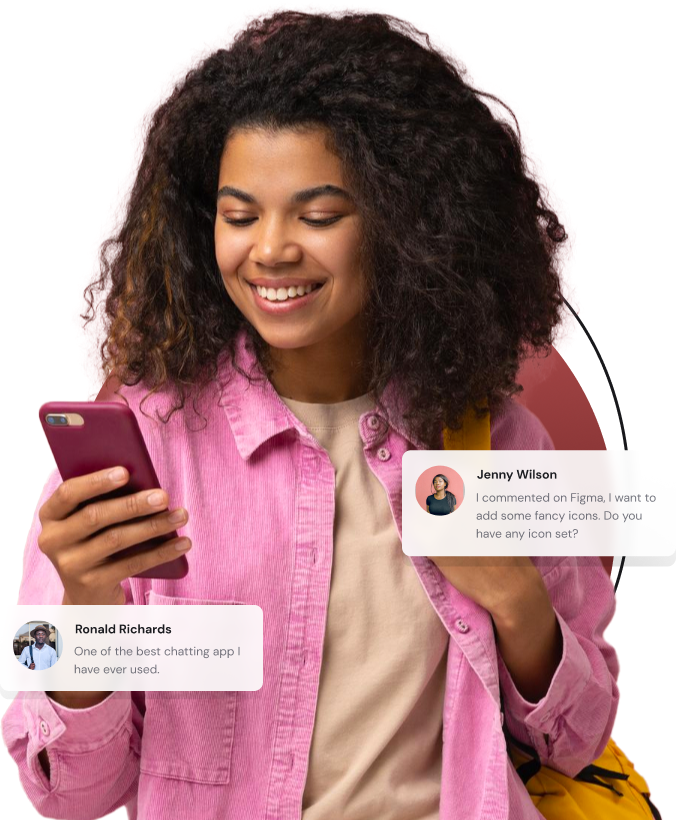 Jenny Wilson
I commented on Figma, I want to
add some fancy icons. Do you
have any icon set?
Ronald Richards
One of the best chatting app I
have ever used.